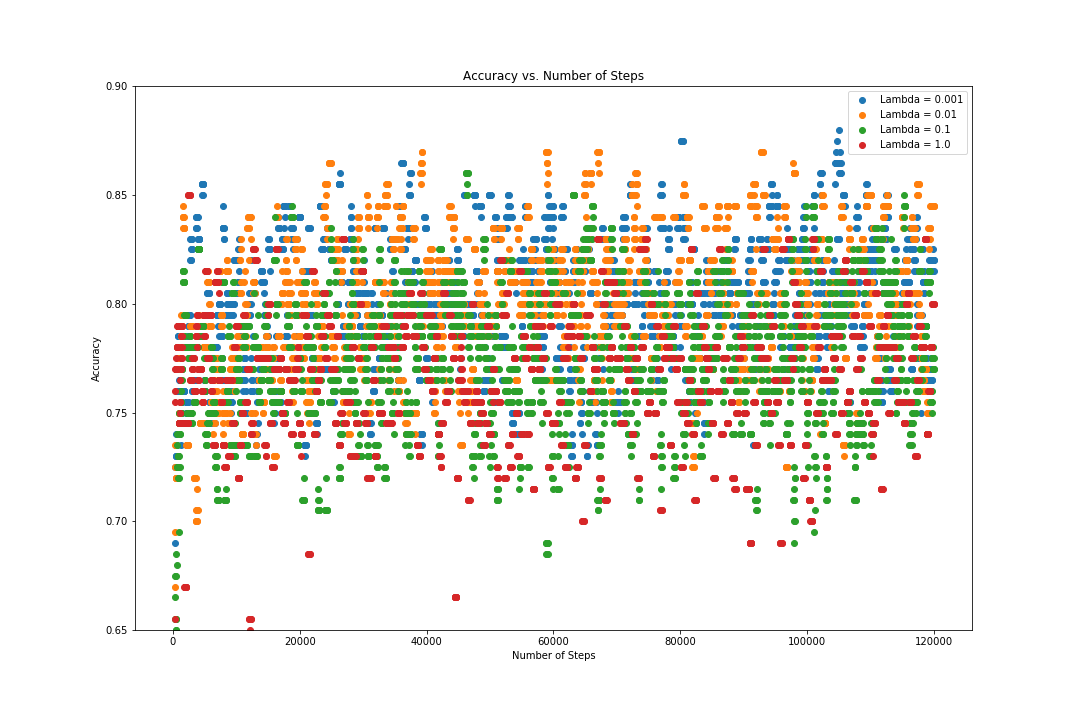 Accuracy vs. Number of Steps
Lambda = 0.001
Lambda = 0.01
Lambda = 0.1
Lambda = 1.0
Accuracy
0.90
0.85
0.80
0.75
0.70
0.65
0 20000 40000 60000 80000 100000 120000
Number of Steps